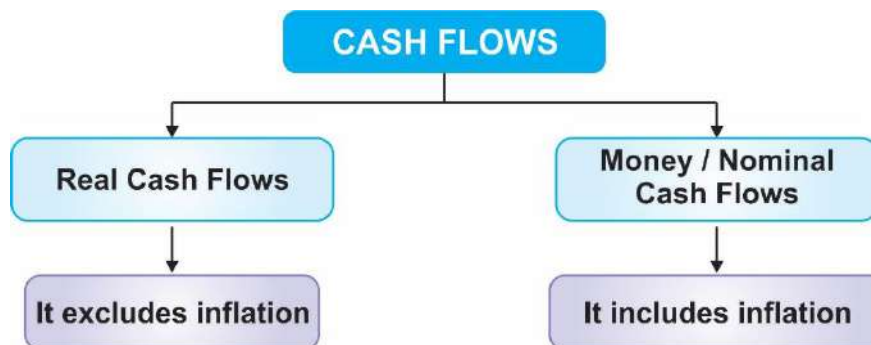 CASH FLOWS
Real Cash Flows
Money / Nominal
Cash Flows
It excludes inflation
It includes inflation